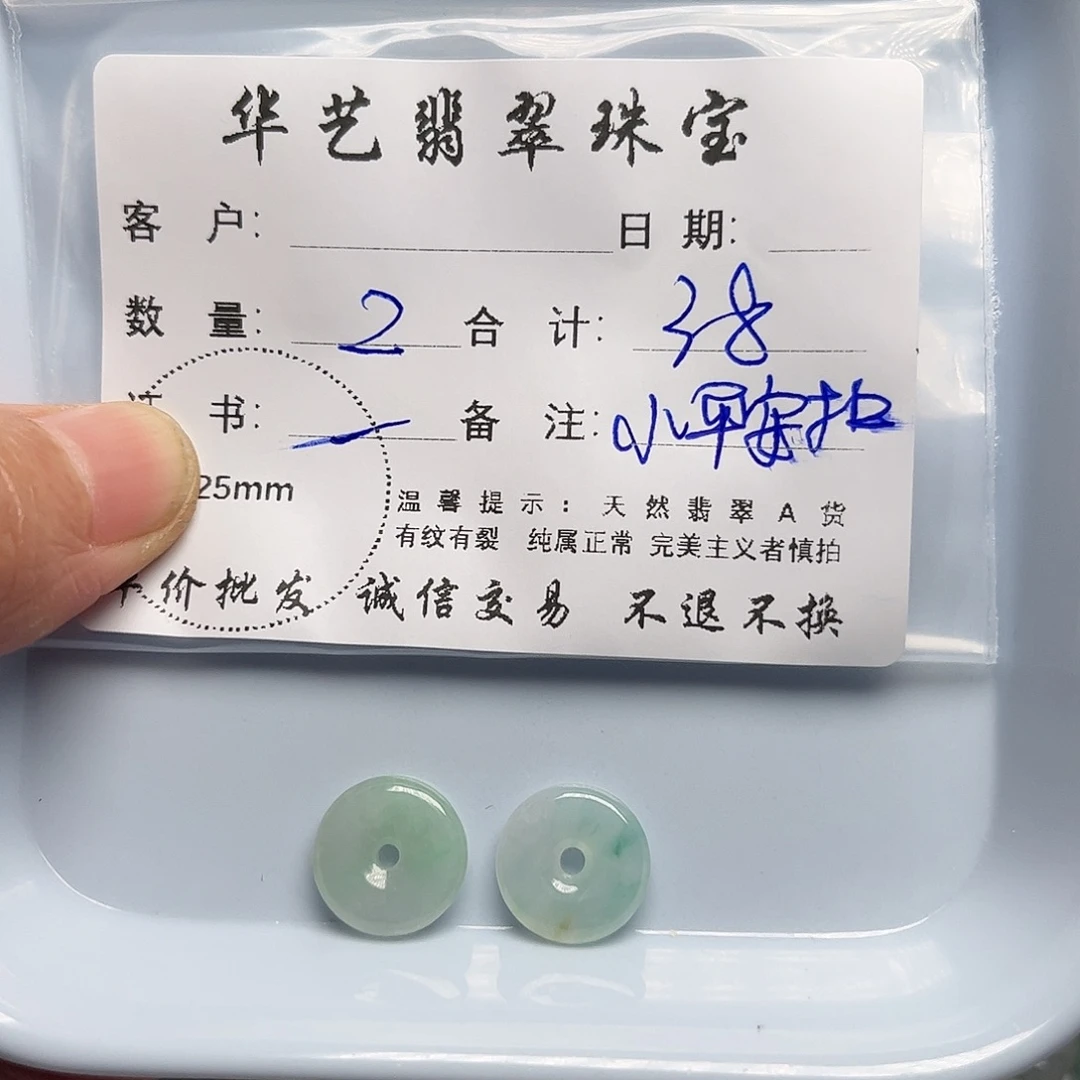 华艺翡翠珠宝
客 户: 日 期:
数 量: 2 合 计: 38
书: 备 注: 小平安扣
25mm
温馨提示: 天然翡翠A货
有纹有裂 纯属正常 完美主义者慎拍
价批发 诚信交易 不退不换